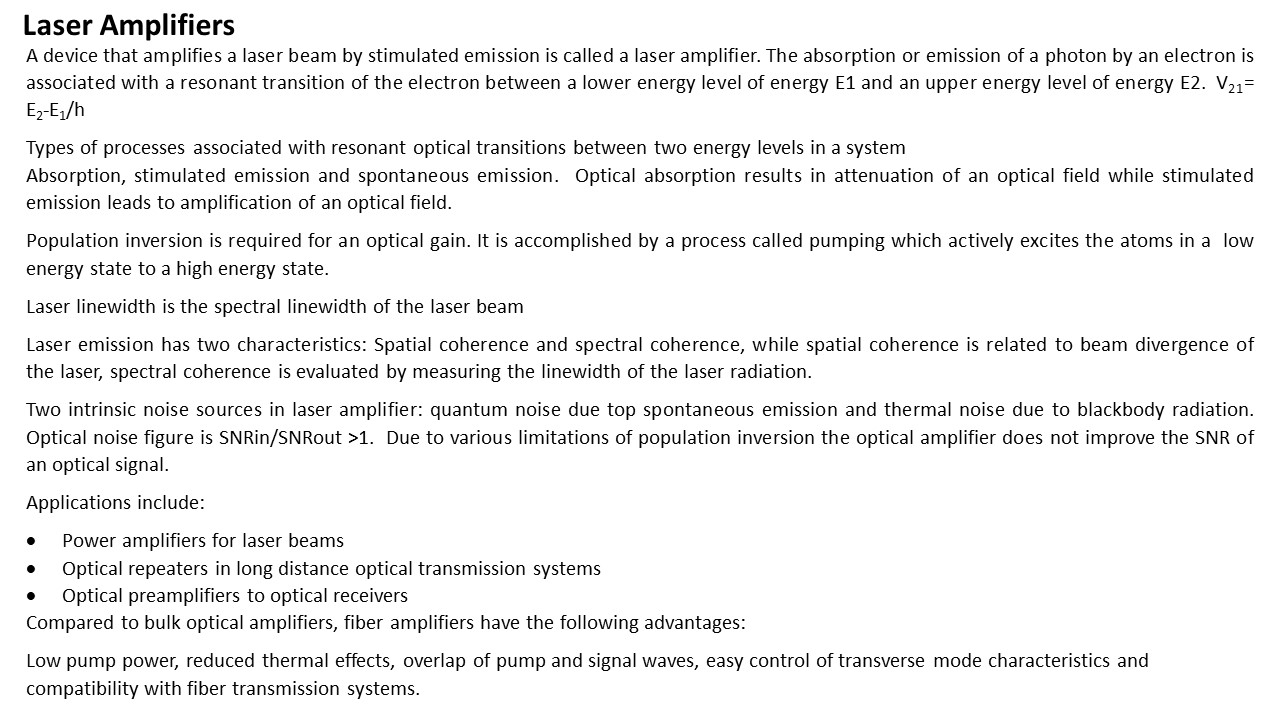 Laser Amplifiers
A device that amplifies a laser beam by stimulated emission is called a laser amplifier. The absorption or emission of a photon by an electron is
associated with a resonant transition of the electron between a lower energy level of energy E1 and an upper energy level of energy E2. V₂₁=
E₂-E₁/h
Types of processes associated with resonant optical transitions between two energy levels in a system
Absorption, stimulated emission and spontaneous emission. Optical absorption results in attenuation of an optical field while stimulated
emission leads to amplification of an optical field.
Population inversion is required for an optical gain. It is accomplished by a process called pumping which actively excites the atoms in a low
energy state to a high energy state.
Laser linewidth is the spectral linewidth of the laser beam
Laser emission has two characteristics: Spatial coherence and spectral coherence, while spatial coherence is related to beam divergence of
the laser, spectral coherence is evaluated by measuring the linewidth of the laser radiation.
Two intrinsic noise sources in laser amplifier: quantum noise due top spontaneous emission and thermal noise due to blackbody radiation.
Optical noise figure is SNRin/SNRout >1. Due to various limitations of population inversion the optical amplifier does not improve the SNR of
an optical signal.
Applications include:
• Power amplifiers for laser beams
• Optical repeaters in long distance optical transmission systems
• Optical preamplifiers to optical receivers
Compared to bulk optical amplifiers, fiber amplifiers have the following advantages:
Low pump power, reduced thermal effects, overlap of pump and signal waves, easy control of transverse mode characteristics and
compatibility with fiber transmission systems.